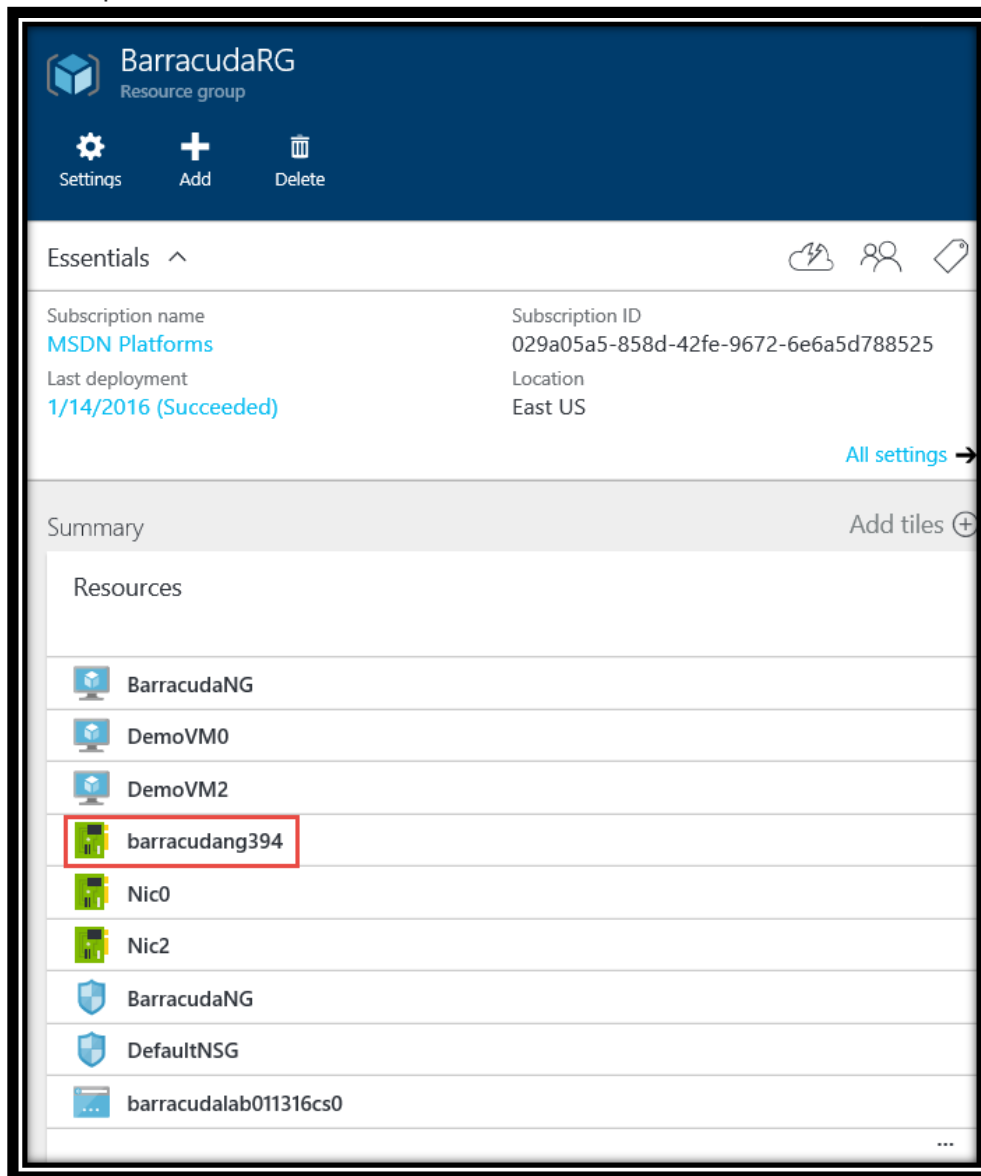 BarracudaRG
Resource group
Settings Add Delete
Essentials
Subscription name Subscription ID
MSDN Platforms 029a05a5-858d-42fe-9672-6e6a5d788525
Last deployment Location
1/14/2016 (Succeeded) East US
All settings
Summary Add tiles
Resources
BarracudaNG
DemoVM0
DemoVM2
barracudang394
Nic0
Nic2
BarracudaNG
DefaultNSG
barracudalab011316cs0
...